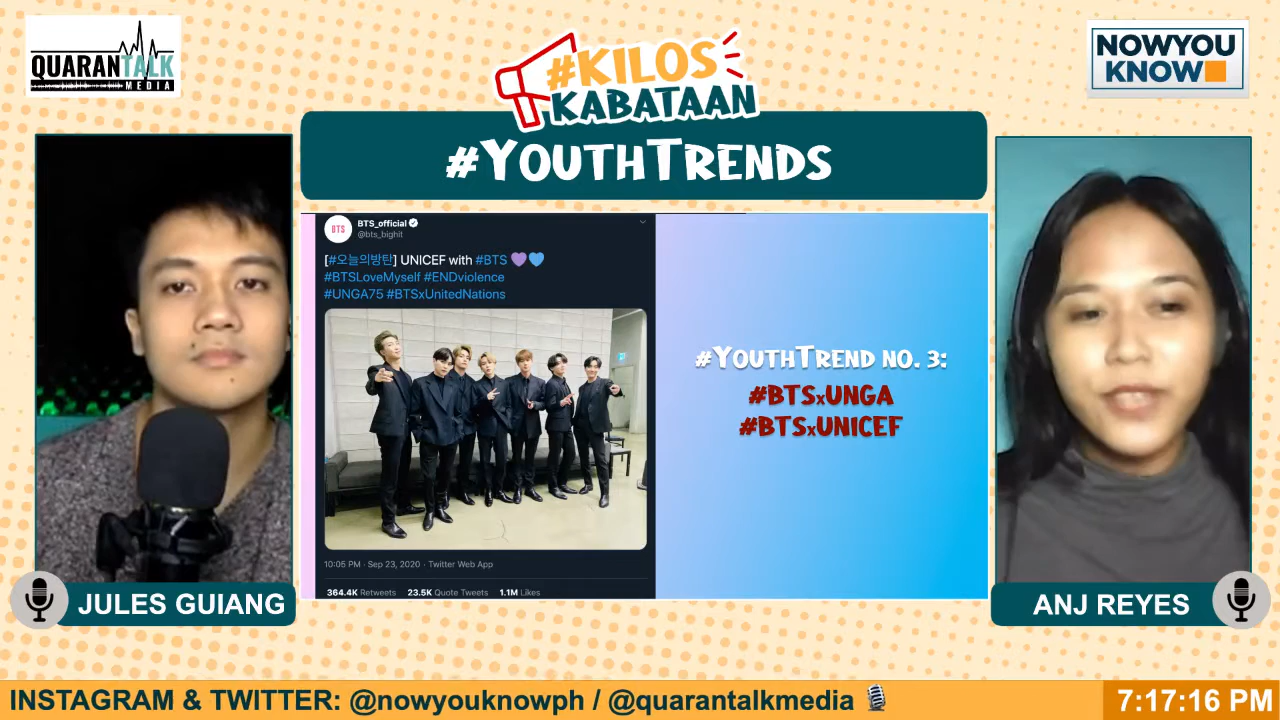 QUARANTALK
MEDIA
#KILOS
KABATAAN
NOWYOU
KNOW
#YOUTHTRENDS
BTS
BTS_official
@bts_bighit
[#오늘의방탄] UNICEF with #BTS 💜💙
#BTSLoveMyself #ENDviolence
#UNGA75 #BTSxUnitedNations
10:05 PM · Sep 23, 2020 · Twitter Web App
364.4K Retweets 23.5K Quote Tweets 1.1M Likes
#YOUTHTREND NO. 3:
#BTSxUNGA
#BTSxUNICEF
JULES GUIANG
ANJ REYES
INSTAGRAM & TWITTER: @nowyouknowph / @quarantalkmedia 🎙️
7:17:16 PM